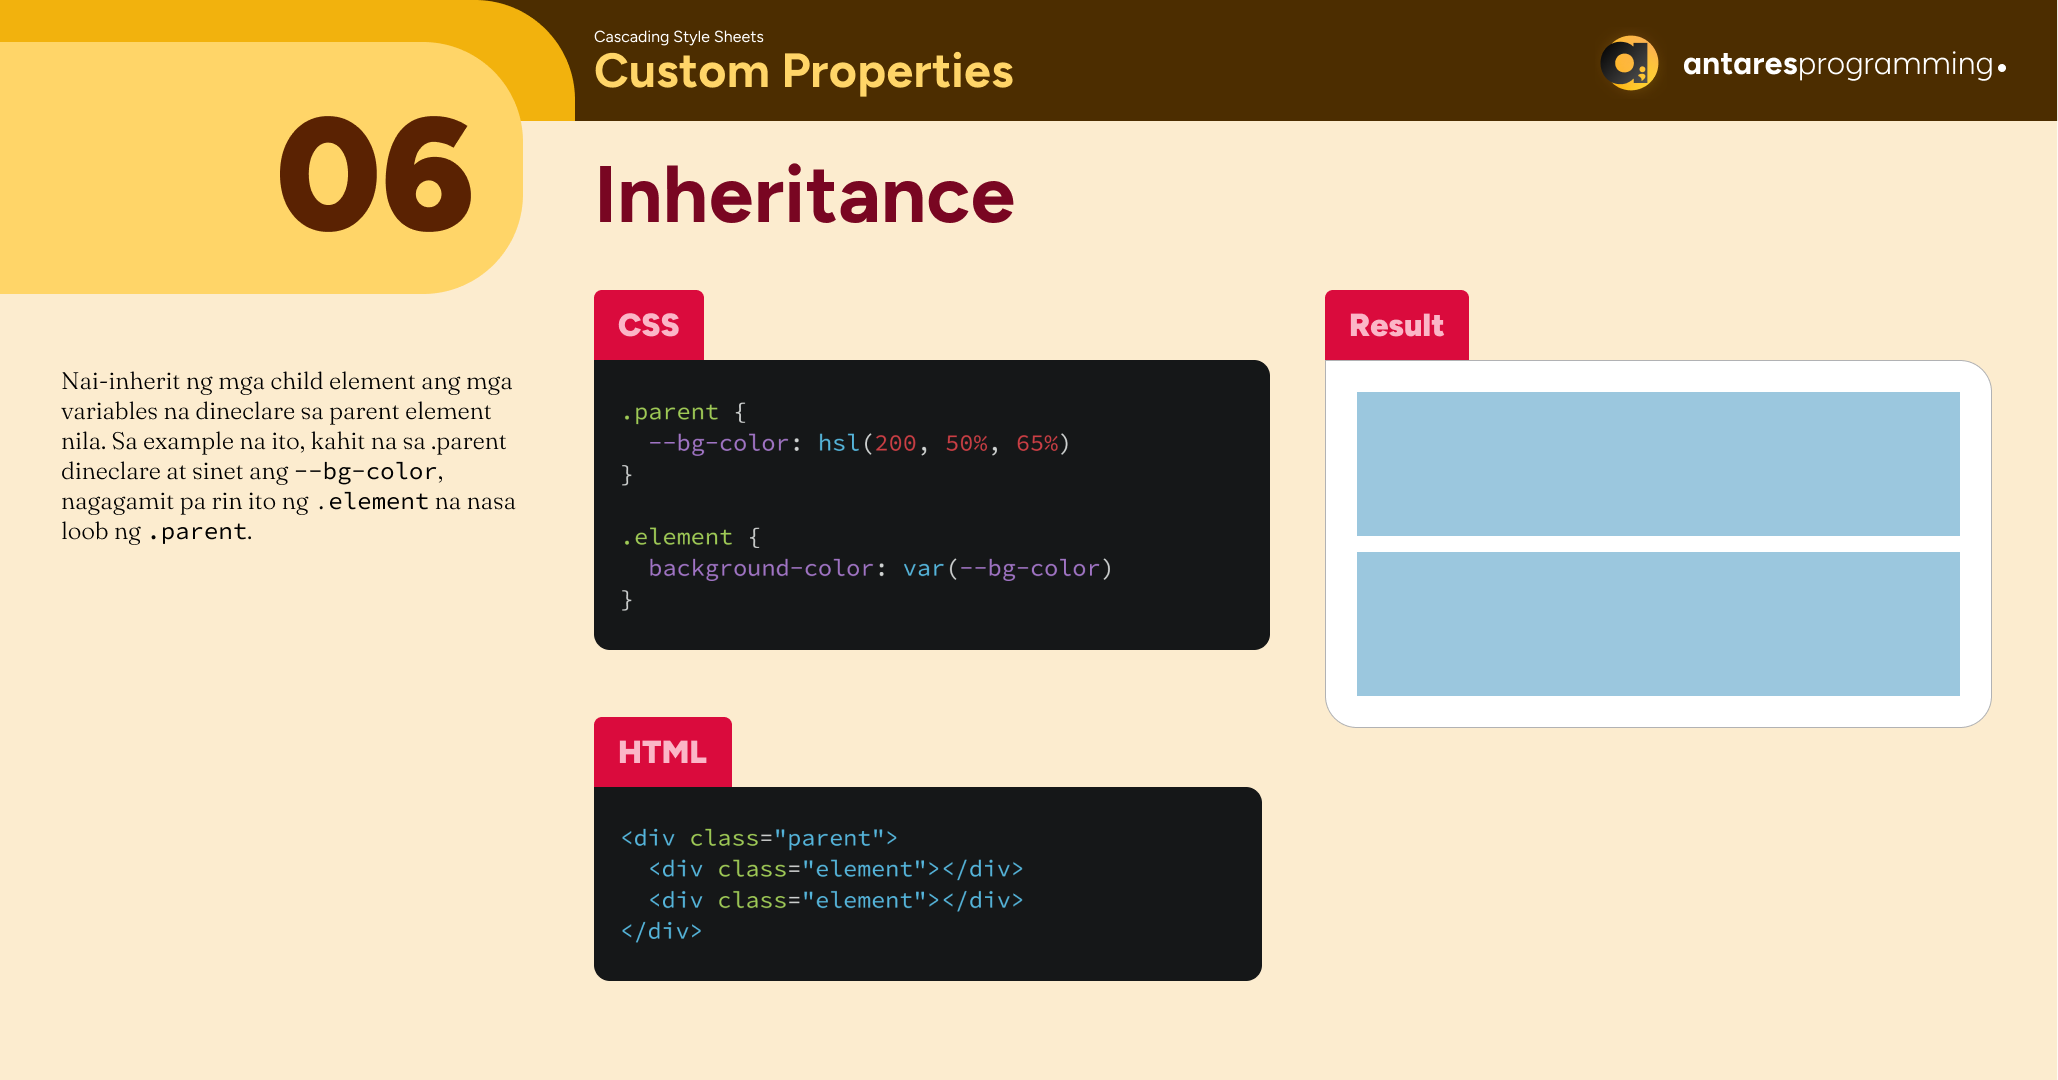 06
Cascading Style Sheets
Custom Properties
antaresprogramming.
Inheritance
Nai-inherit ng mga child element ang mga
variables na dineclare sa parent element
nila. Sa example na ito, kahit na sa .parent
dineclare at sinet ang --bg-color,
nagagamit pa rin ito ng .element na nasa
loob ng .parent.
CSS
.parent {
  --bg-color: hsl(200, 50%, 65%)
}
.element {
  background-color: var(--bg-color)
}
HTML
<div class="parent">
  <div class="element"></div>
  <div class="element"></div>
</div>
Result